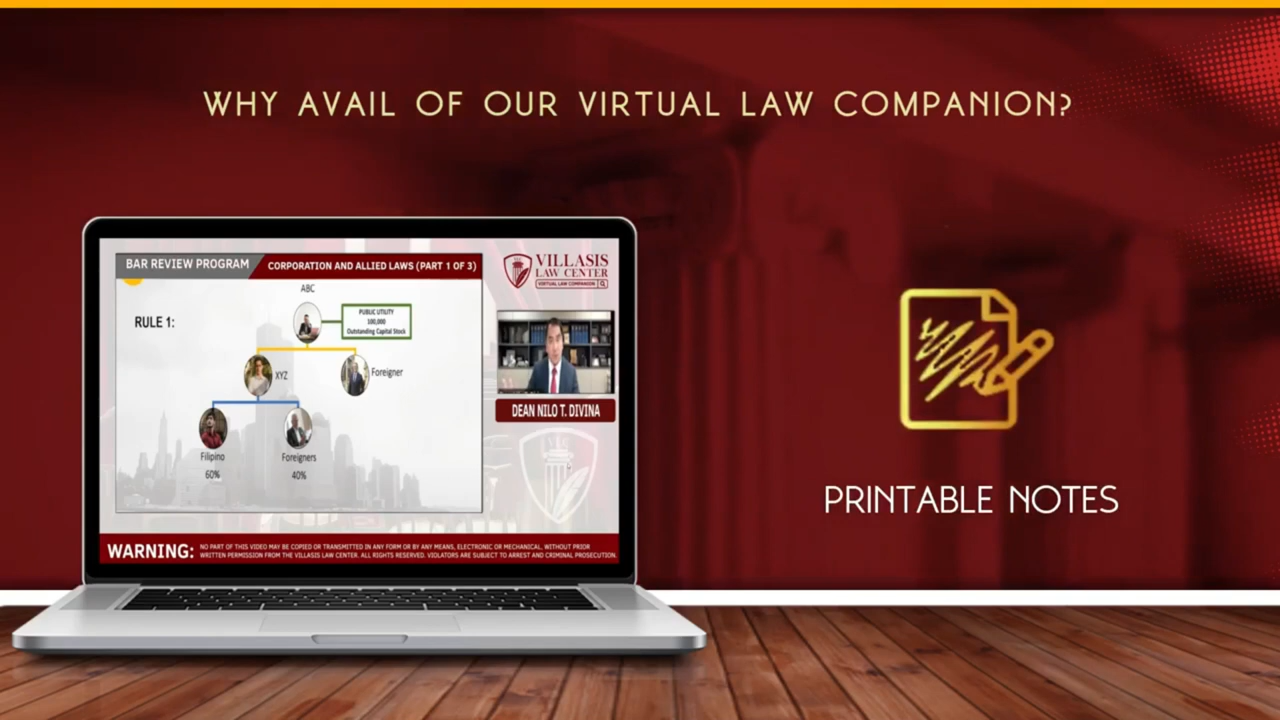 WHY AVAIL OF OUR VIRTUAL LAW COMPANION?
BAR REVIEW PROGRAM
CORPORATION AND ALLIED LAWS (PART 1 OF 3)
VILLASIS
LAW CENTER
VIRTUAL LAW COMPANION
ABC
RULE 1:
PUBLIC UTILITY
100,000
Outstanding Capital Stock
XYZ
Foreigner
Filipino
60%
Foreigners
40%
DEAN NILO T. DIVINA
WARNING:
NO PART OF THIS VIDEO MAY BE COPIED OR TRANSMITTED IN ANY FORM OR BY ANY MEANS, ELECTRONIC OR MECHANICAL, WITHOUT PRIOR
WRITTEN PERMISSION FROM THE VILLASIS LAW CENTER. ALL RIGHTS RESERVED. VIOLATORS ARE SUBJECT TO ARREST AND CRIMINAL PROSECUTION.
PRINTABLE NOTES